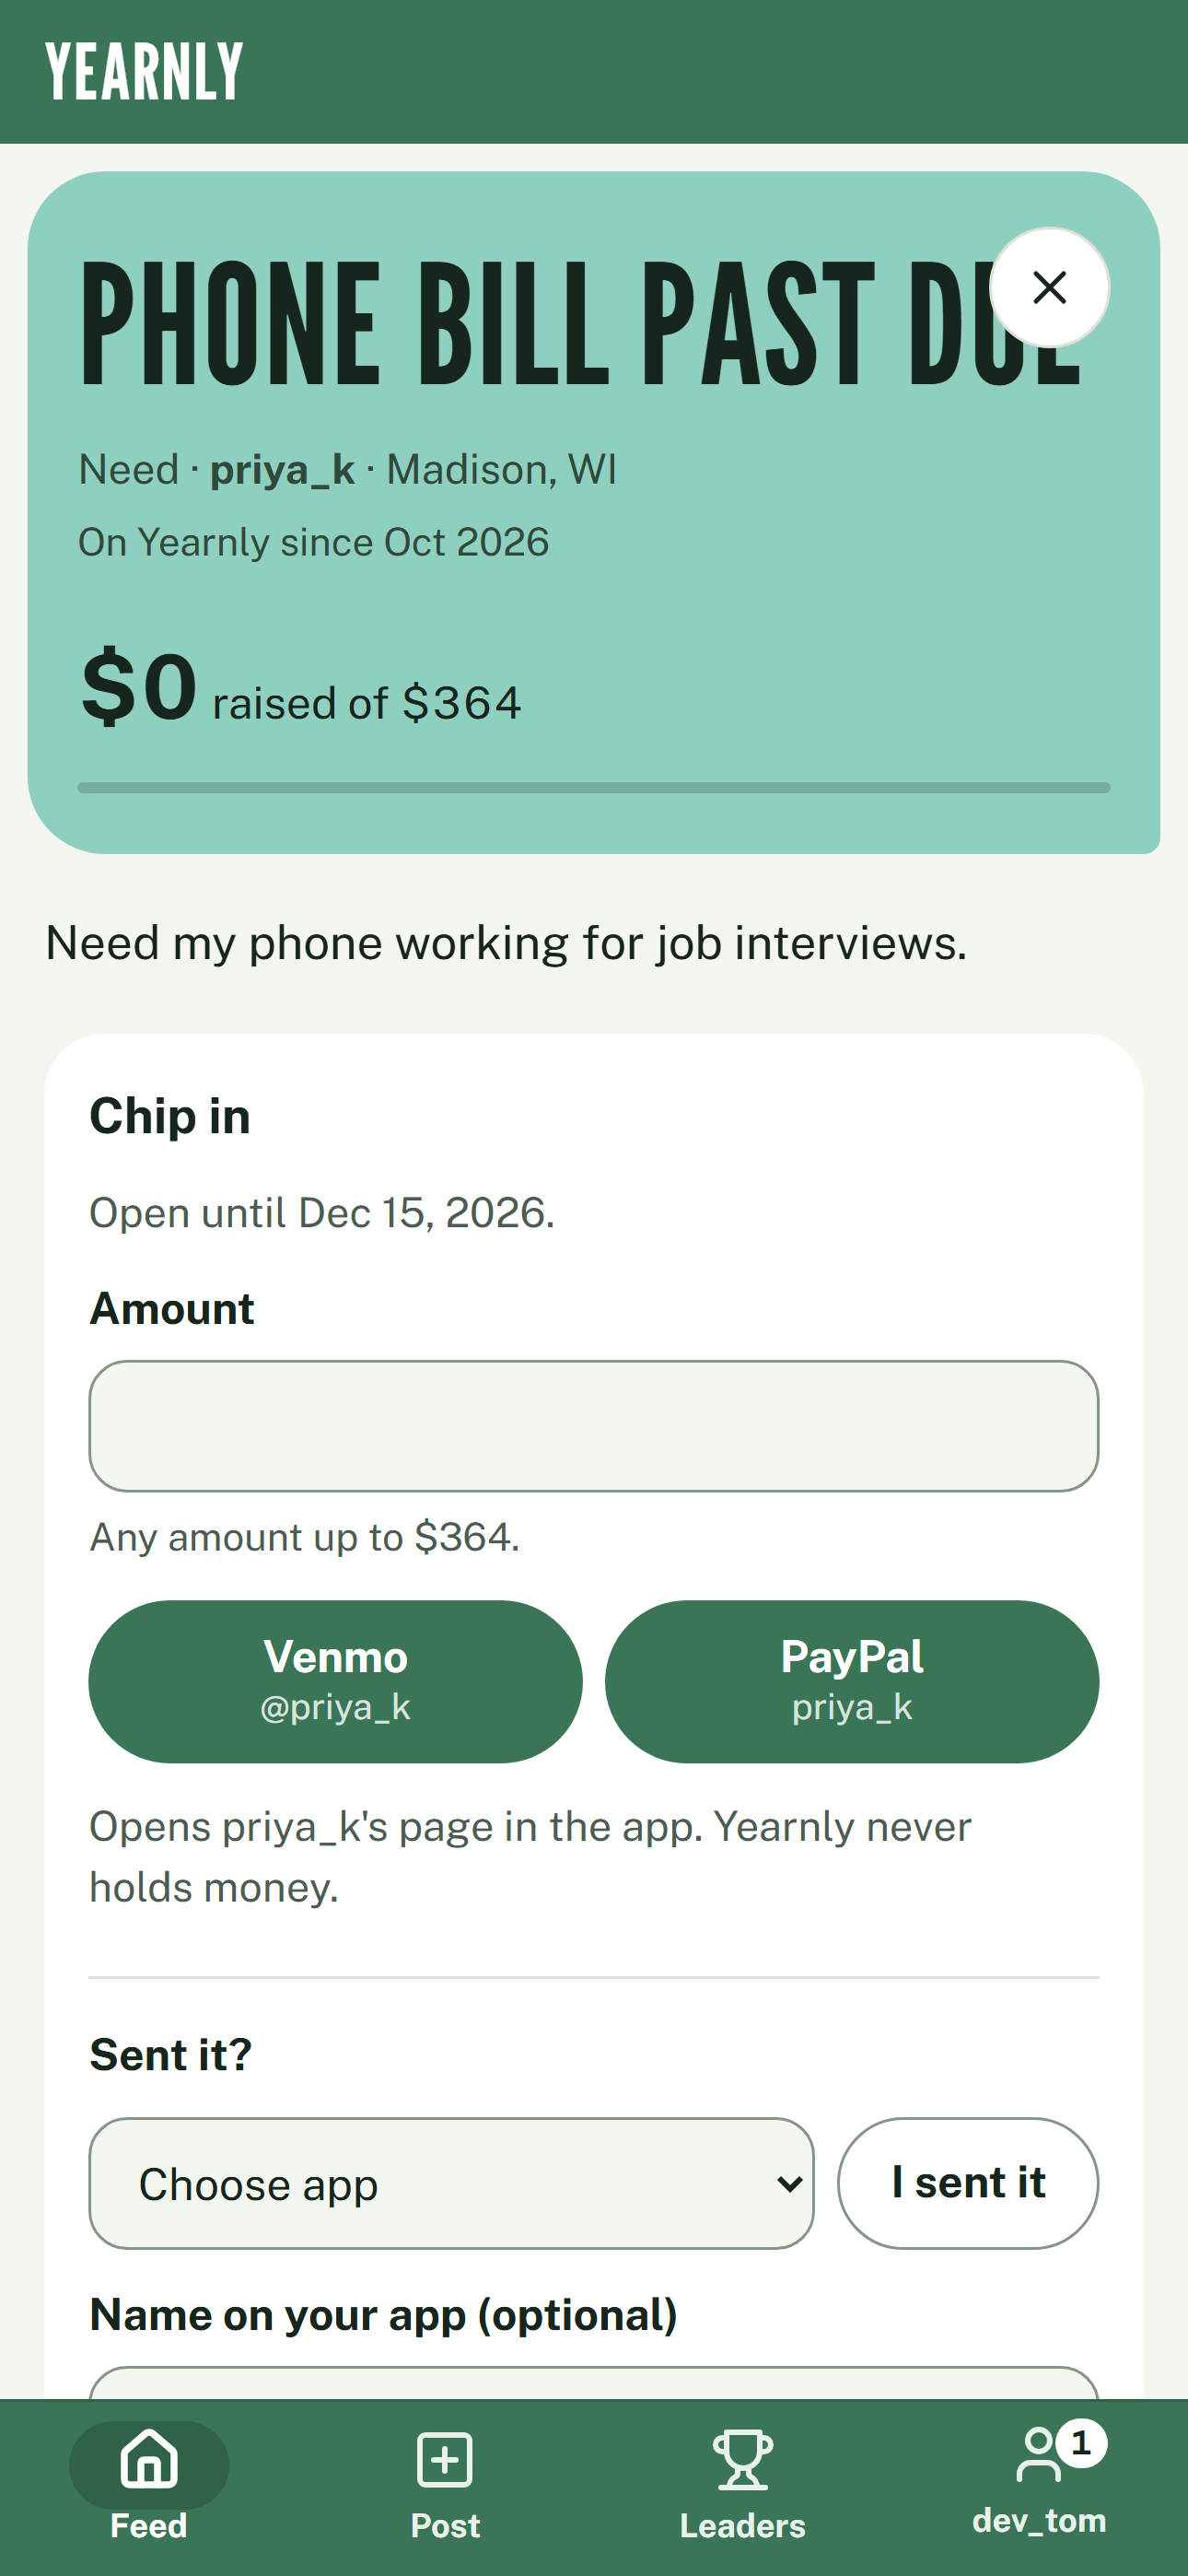 YEARNLY
PHONE BILL PAST DUE
Need · priya_k · Madison, WI
On Yearnly since Oct 2026
$0 raised of $364
Need my phone working for job interviews.
Chip in
Open until Dec 15, 2026.
Amount
Any amount up to $364.
Venmo
@priya_k
PayPal
priya_k
Opens priya_k's page in the app. Yearnly never
holds money.
Sent it?
Choose app
I sent it
Name on your app (optional)
Feed
Post
Leaders
1
dev_tom